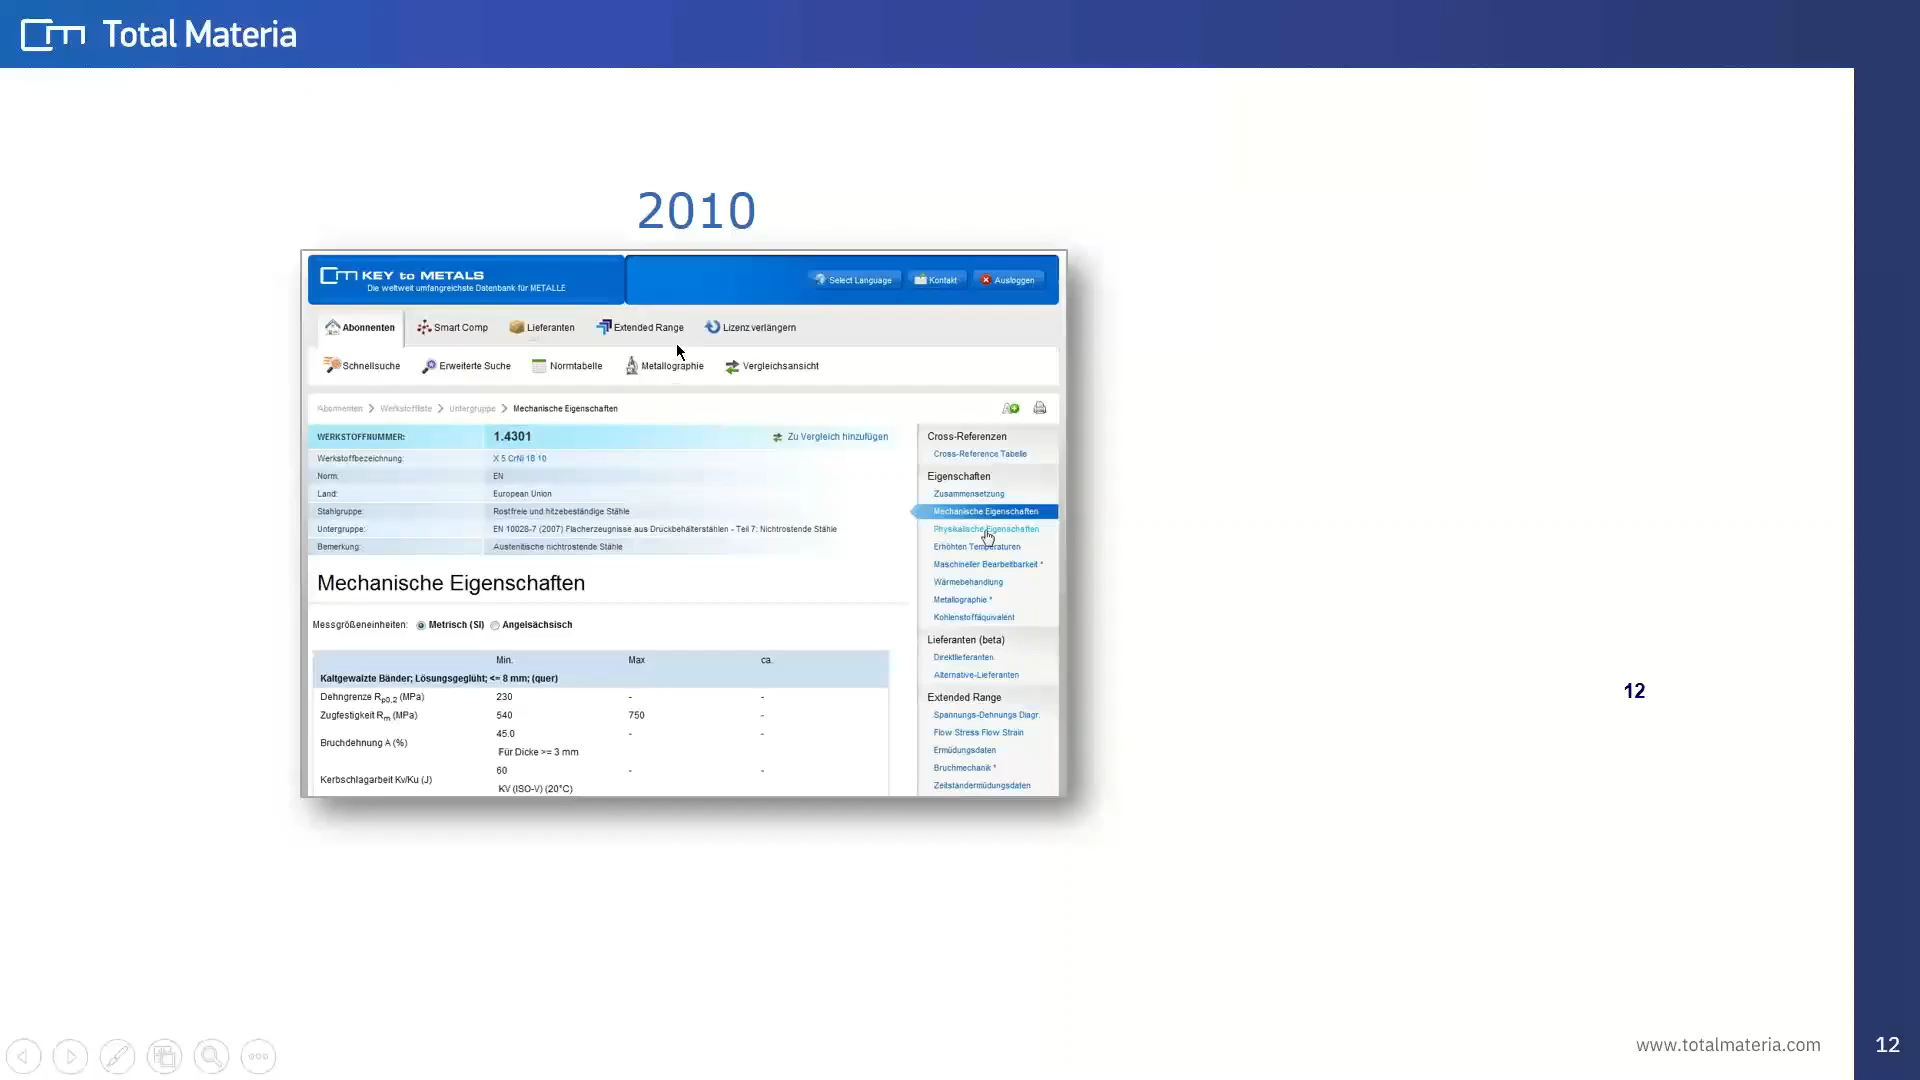 Total Materia
2010
KEY to METALS
Die weltweit umfangreichste Datenbank für METALLE
Select Language Kontakt Ausloggen
Abonnenten Smart Comp Lieferanten Extended Range Lizenz verlängern
Schnellsuche Erweiterte Suche Normtabelle Metallographie Vergleichsansicht
Abonnenten > Werkstoffliste > Untergruppe > Mechanische Eigenschaften
WERKSTOFFNUMMER: 1.4301 Zu Vergleich hinzufügen
Werkstoffbezeichnung: X 5 CrNi 18 10
Norm: EN
Land: European Union
Stahlgruppe: Rostfreie und hitzebeständige Stähle
Untergruppe: EN 10028-7 (2007) Flacherzeugnisse aus Druckbehälterstählen - Teil 7: Nichtrostende Stähle
Bemerkung: Austenitische nichtrostende Stähle
Mechanische Eigenschaften
Messgrößeneinheiten: Metrisch (SI) Angelsächsisch
Min. Max ca.
Kaltgewalzte Bänder; Lösungsgeglüht; <= 8 mm; (quer)
Dehngrenze Rp0,2 (MPa) 230 - -
Zugfestigkeit Rm (MPa) 540 750 -
Bruchdehnung A (%) 45.0 - -
Für Dicke >= 3 mm
Kerbschlagarbeit Kv/Ku (J) 60 - -
KV (ISO-V) (20°C)
Cross-Referenzen
Cross-Reference Tabelle
Eigenschaften
Zusammensetzung
Mechanische Eigenschaften
Physikalische Eigenschaften
Erhöhten Temperaturen
Maschineller Bearbeitbarkeit *
Wärmebehandlung
Metallographie *
Kohlenstoffäquivalent
Lieferanten (beta)
Direktlieferanten
Alternative-Lieferanten
Extended Range
Spannungs-Dehnungs Diagr.
Flow Stress Flow Strain
Ermüdungsdaten
Bruchmechanik *
Zeitstandermüdungsdaten
12
www.totalmateria.com 12